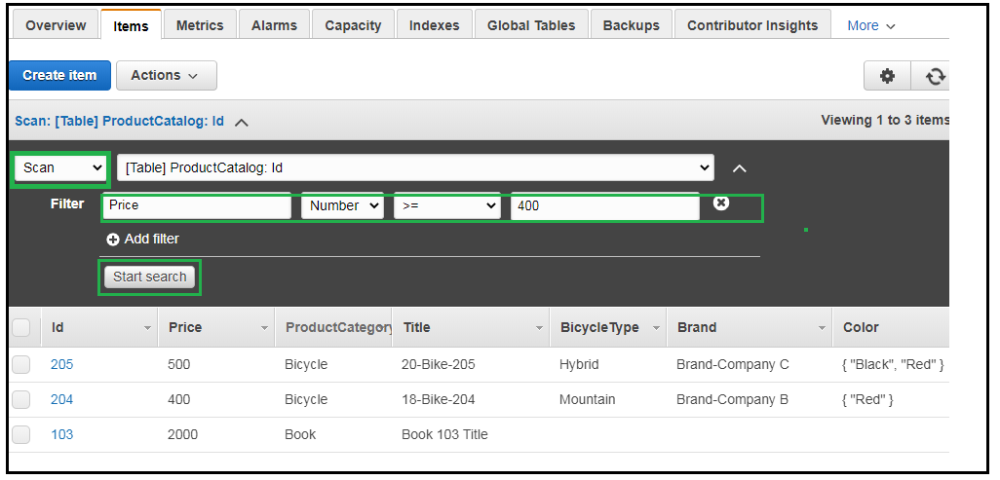 Overview Items Metrics Alarms Capacity Indexes Global Tables Backups Contributor Insights More
Create item Actions
Scan: [Table] ProductCatalog: Id Viewing 1 to 3 items
Scan [Table] ProductCatalog: Id
Filter Price Number >= 400
Add filter
Start search
Id Price ProductCategory Title BicycleType Brand Color
205 500 Bicycle 20-Bike-205 Hybrid Brand-Company C { "Black", "Red" }
204 400 Bicycle 18-Bike-204 Mountain Brand-Company B { "Red" }
103 2000 Book Book 103 Title